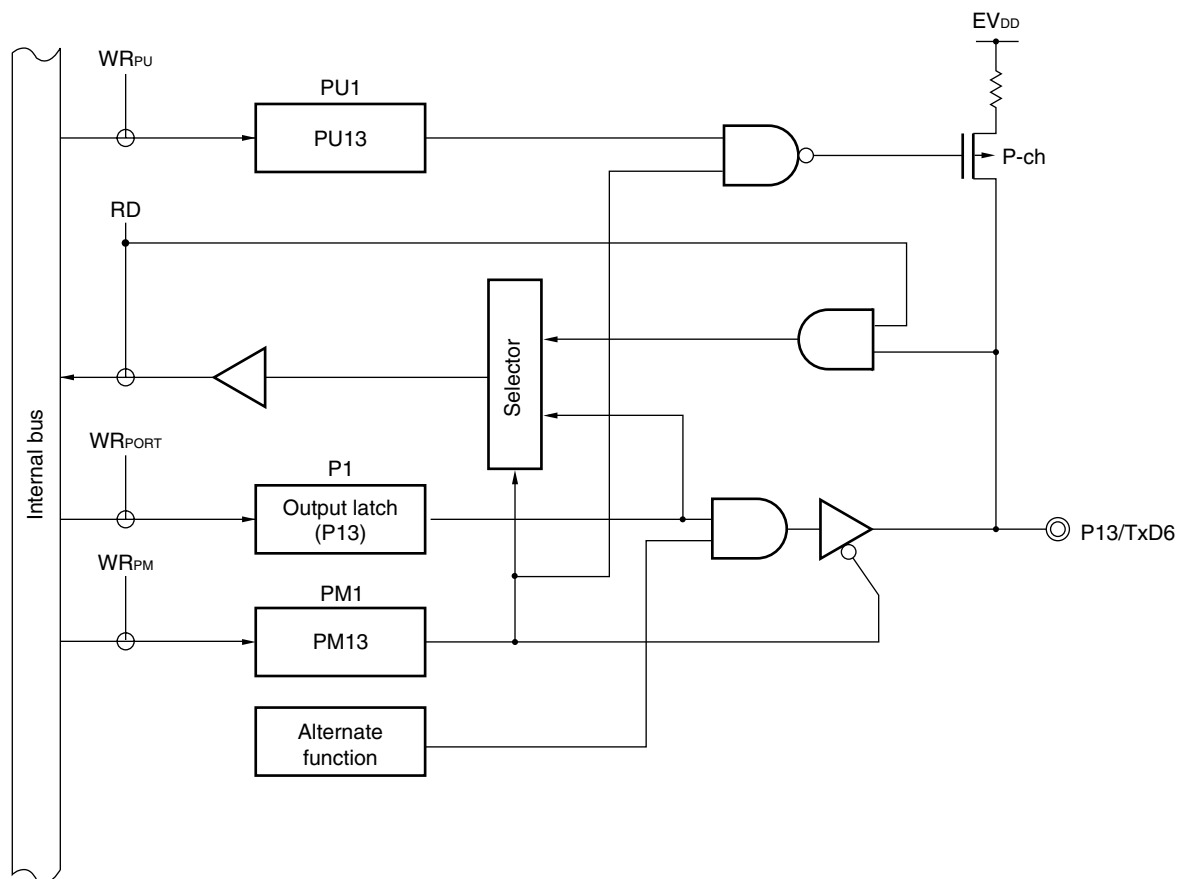 EVDD
WRPU
PU1
PU13
P-ch
RD
Selector
Internal bus
WRPORT
P1
Output latch
(P13)
P13/TxD6
WRPM
PM1
PM13
Alternate
function